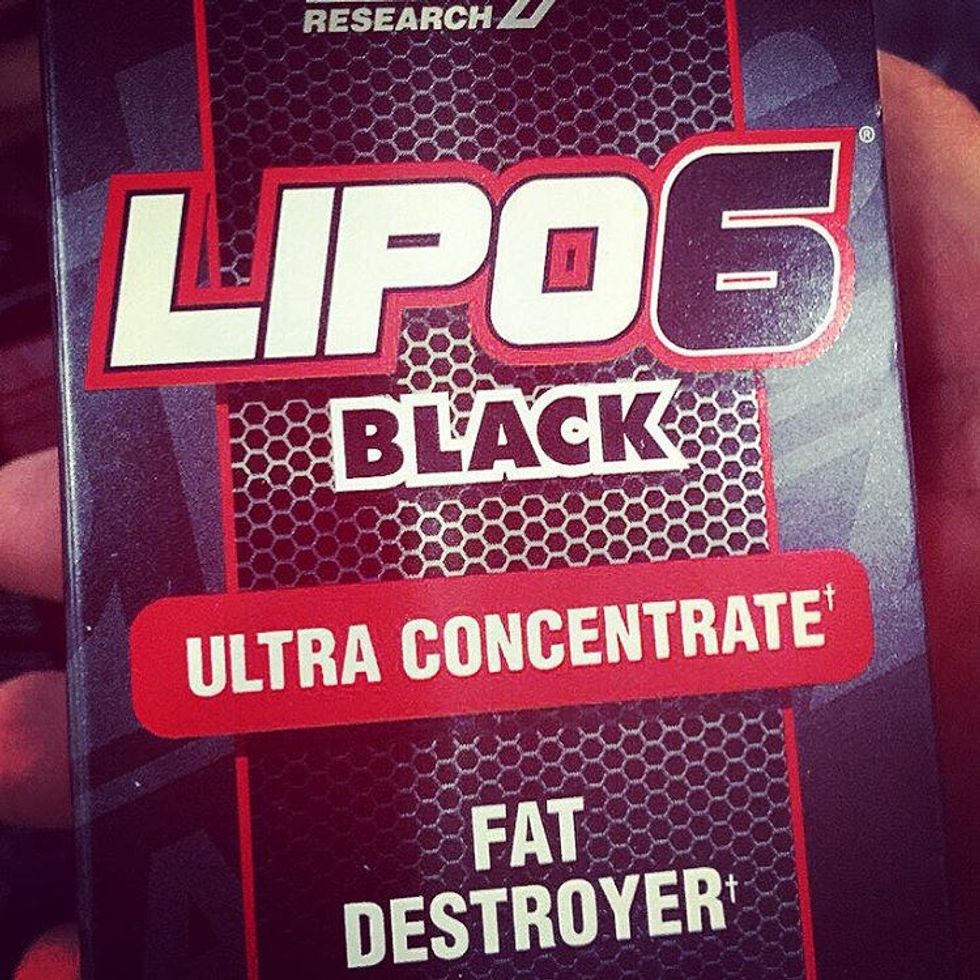 RESEARCH
LIPO6®
BLACK
ULTRA CONCENTRATE†
FAT
DESTROYER†